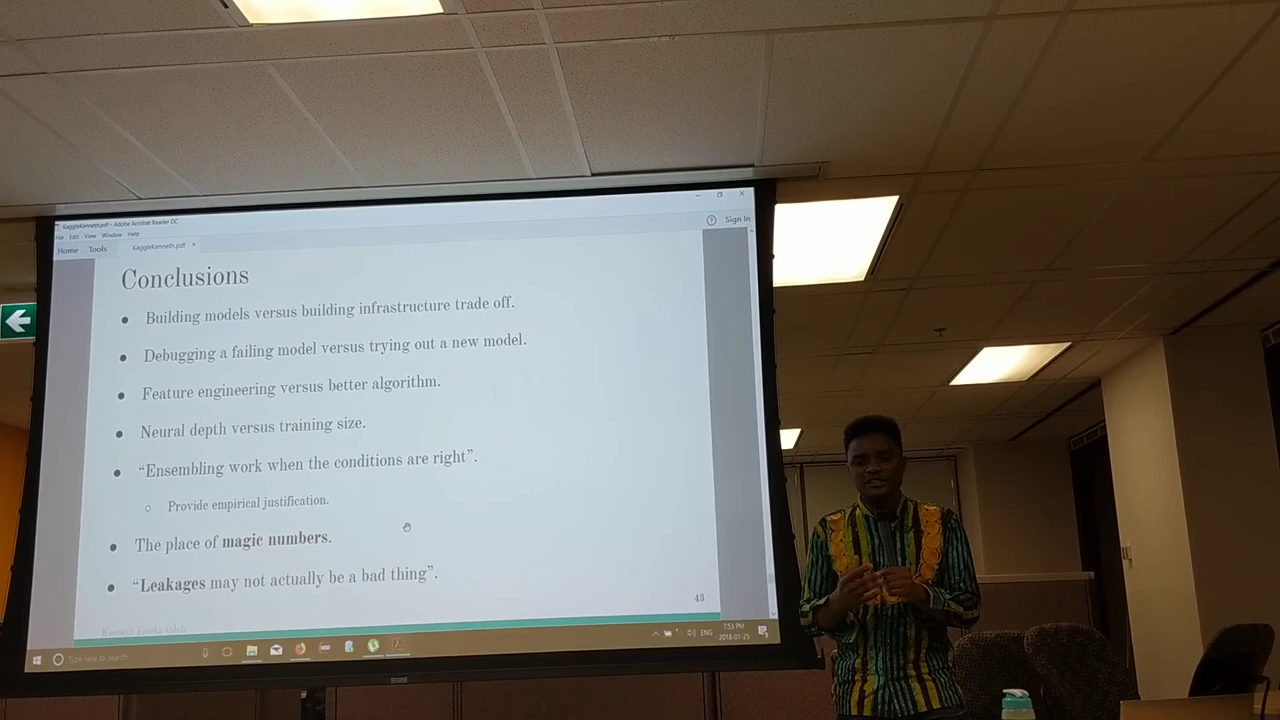 KaggleKenneth.pdf - Adobe Acrobat Reader DC
File Edit View Window Help
Home Tools KaggleKenneth.pdf × Sign In
Conclusions
● Building models versus building infrastructure trade off.
● Debugging a failing model versus trying out a new model.
● Feature engineering versus better algorithm.
● Neural depth versus training size.
● “Ensembling work when the conditions are right”.
○ Provide empirical justification.
● The place of magic numbers.
● “Leakages may not actually be a bad thing”.
43
Kenneth Emeka Odoh
Type here to search
ENG
7:53 PM
2018-01-25